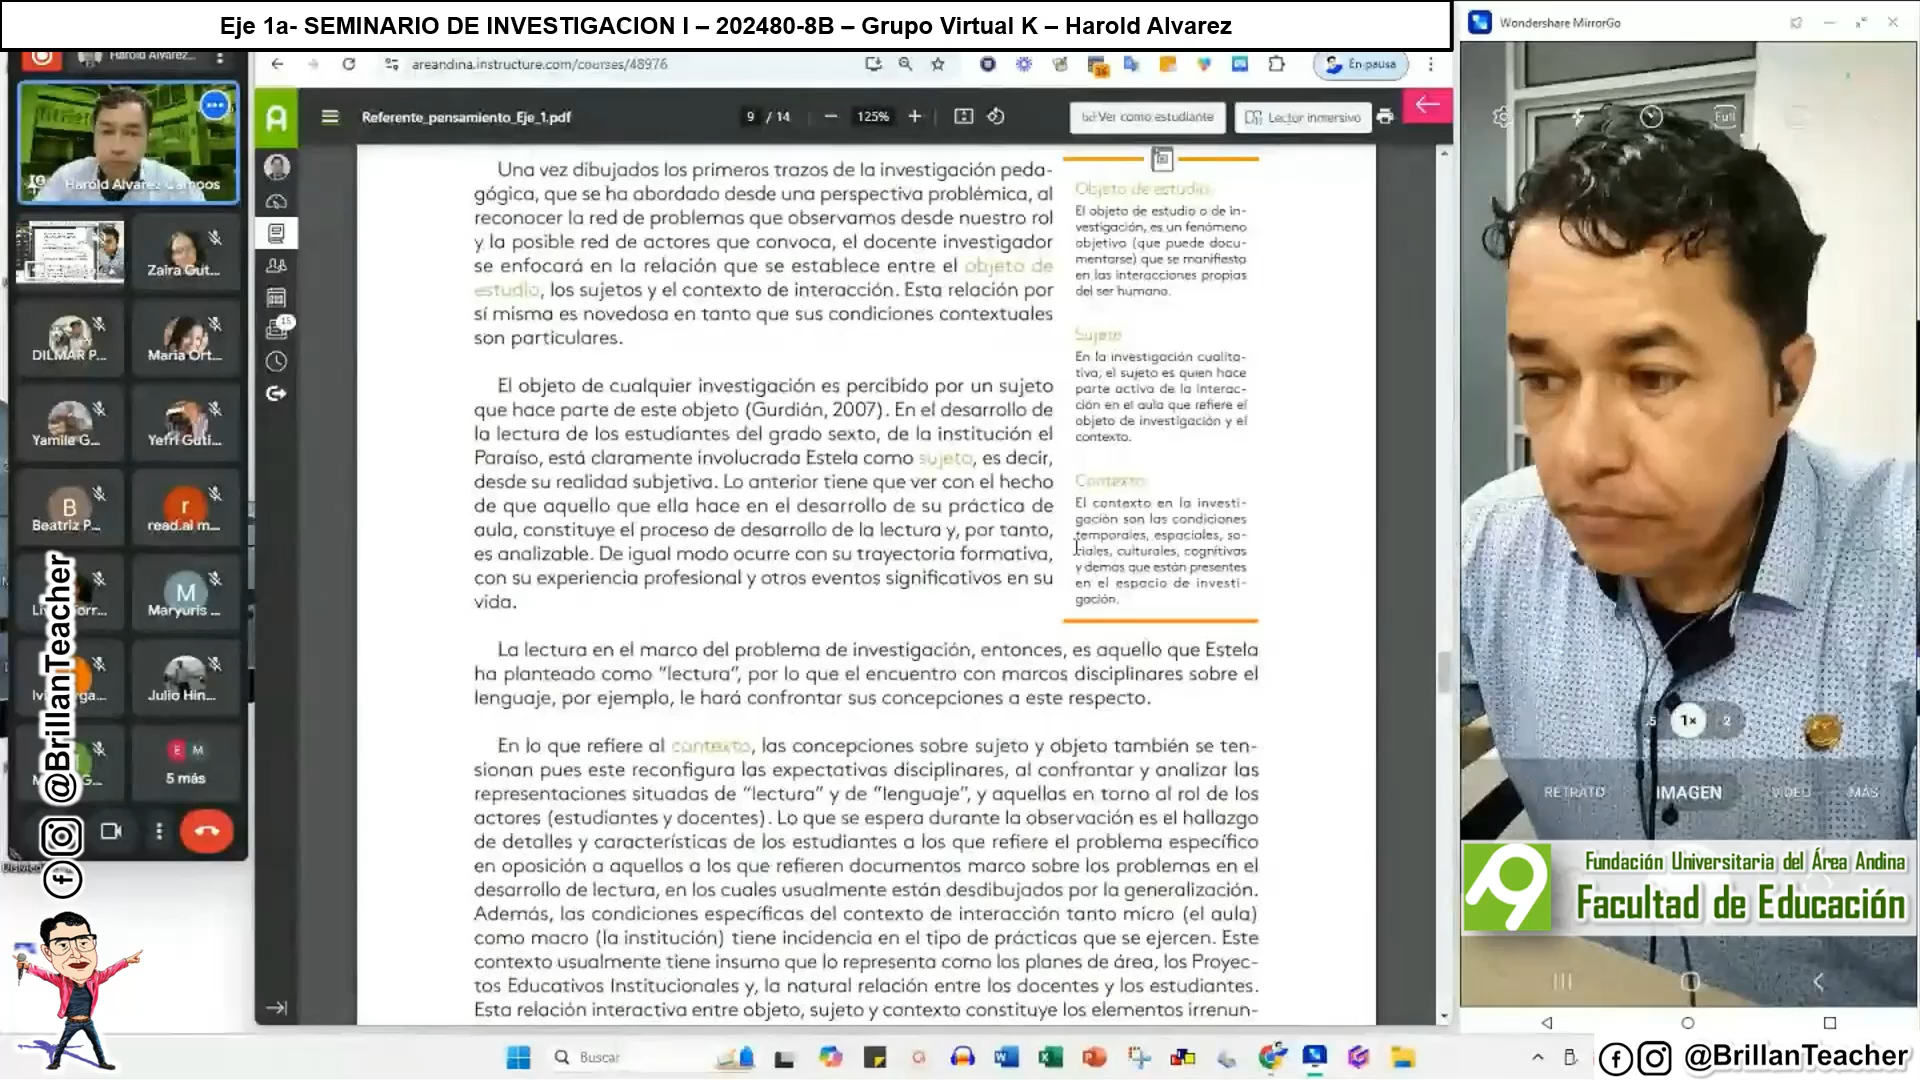 Eje 1a- SEMINARIO DE INVESTIGACION I – 202480-8B – Grupo Virtual K – Harold Alvarez
Wondershare MirrorGo
Harold Alvarez...
areandina.instructure.com/courses/48976
En pausa
Referente_pensamiento_Eje_1.pdf
9 / 14
125%
Ver como estudiante
Lector inmersivo
Harold Alvarez Campos
Zaira Gut...
DILMAR P...
Maria Ort...
Yamile G...
Yefri Guti...
B
Beatriz P...
r
read.ai m...
M
Maryuris ...
Julio Hin...
E M
5 más
15
@BrillanTeacher
Una vez dibujados los primeros trazos de la investigación peda-
gógica, que se ha abordado desde una perspectiva problémica, al
reconocer la red de problemas que observamos desde nuestro rol
y la posible red de actores que convoca, el docente investigador
se enfocará en la relación que se establece entre el objeto de
estudio, los sujetos y el contexto de interacción. Esta relación por
sí misma es novedosa en tanto que sus condiciones contextuales
son particulares.
El objeto de cualquier investigación es percibido por un sujeto
que hace parte de este objeto (Gurdián, 2007). En el desarrollo de
la lectura de los estudiantes del grado sexto, de la institución el
Paraíso, está claramente involucrada Estela como sujeto, es decir,
desde su realidad subjetiva. Lo anterior tiene que ver con el hecho
de que aquello que ella hace en el desarrollo de su práctica de
aula, constituye el proceso de desarrollo de la lectura y, por tanto,
es analizable. De igual modo ocurre con su trayectoria formativa,
con su experiencia profesional y otros eventos significativos en su
vida.
Objeto de estudio
El objeto de estudio o de in-
vestigación, es un fenómeno
objetivo (que puede docu-
mentarse) que se manifiesta
en las interacciones propias
del ser humano.
Sujeto
En la investigación cualita-
tiva, el sujeto es quien hace
parte activa de la interac-
ción en el aula que refiere el
objeto de investigación y el
contexto.
Contexto
El contexto en la investi-
gación son las condiciones
temporales, espaciales, so-
ciales, culturales, cognitivas
y demás que están presentes
en el espacio de investi-
gación.
La lectura en el marco del problema de investigación, entonces, es aquello que Estela
ha planteado como “lectura”, por lo que el encuentro con marcos disciplinares sobre el
lenguaje, por ejemplo, le hará confrontar sus concepciones a este respecto.
En lo que refiere al contexto, las concepciones sobre sujeto y objeto también se ten-
sionan pues este reconfigura las expectativas disciplinares, al confrontar y analizar las
representaciones situadas de “lectura” y de “lenguaje”, y aquellas en torno al rol de los
actores (estudiantes y docentes). Lo que se espera durante la observación es el hallazgo
de detalles y características de los estudiantes a los que refiere el problema específico
en oposición a aquellos a los que refieren documentos marco sobre los problemas en el
desarrollo de lectura, en los cuales usualmente están desdibujados por la generalización.
Además, las condiciones específicas del contexto de interacción tanto micro (el aula)
como macro (la institución) tiene incidencia en el tipo de prácticas que se ejercen. Este
contexto usualmente tiene insumo que lo representa como los planes de área, los Proyec-
tos Educativos Institucionales y, la natural relación entre los docentes y los estudiantes.
Esta relación interactiva entre objeto, sujeto y contexto constituye los elementos irrenun-
Full
.5 1× 2
RETRATO IMAGEN VIDEO MÁS
Fundación Universitaria del Área Andina
Facultad de Educación
Buscar
@BrillanTeacher